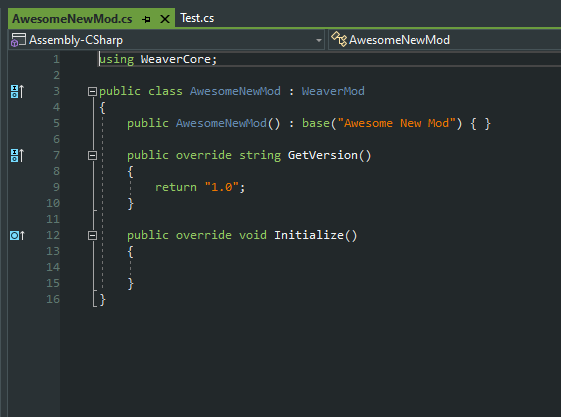 AwesomeNewMod.cs Test.cs
Assembly-CSharp AwesomeNewMod
1 using WeaverCore;
2
3 public class AwesomeNewMod : WeaverMod
4 {
5 public AwesomeNewMod() : base("Awesome New Mod") { }
6
7 public override string GetVersion()
8 {
9 return "1.0";
10 }
11
12 public override void Initialize()
13 {
14
15 }
16 }